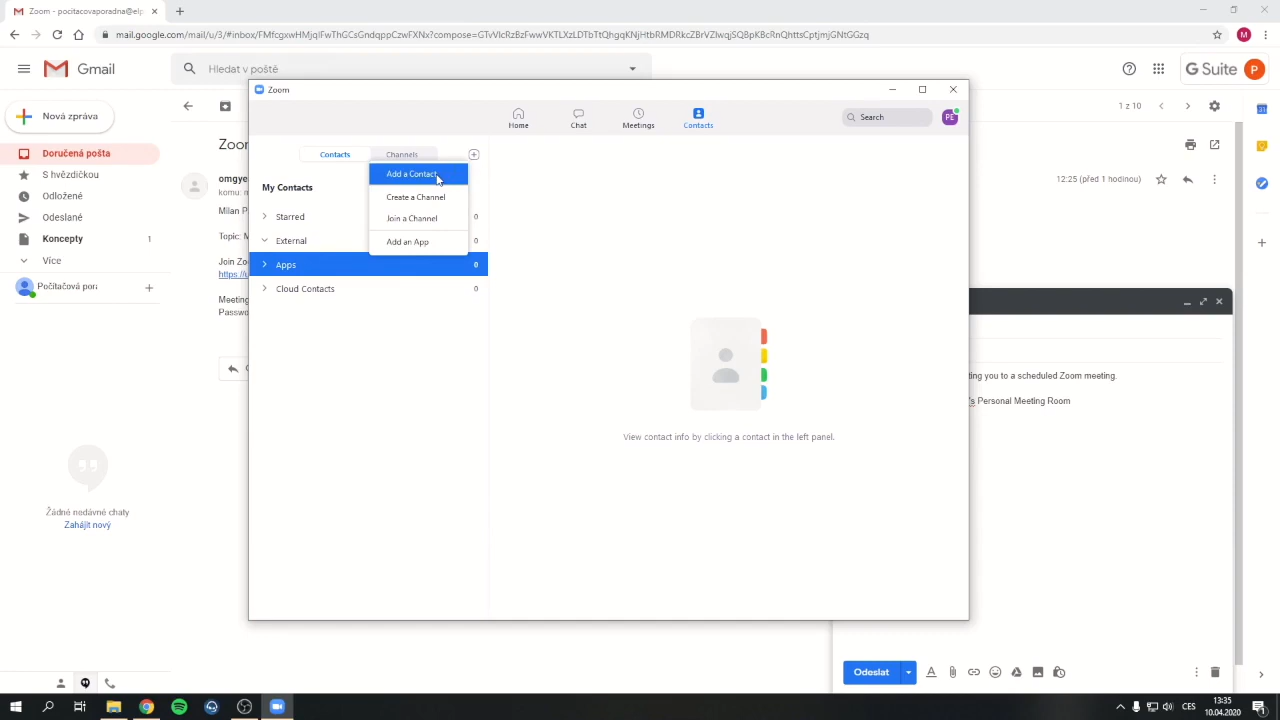 Zoom - pocitacovaporadna@elp
mail.google.com/mail/u/3/#inbox/
Gmail
Hledat v poště
G Suite
P
M
Nová zpráva
Doručená pošta
S hvězdičkou
Odložené
Odeslané
Koncepty 1
Více
Počítačová pora
Žádné nedávné chaty
Zahájit nový
1 z 10
Zoo
omgye
komu:
12:25 (před 1 hodinou)
Milan P
Topic: M
Join Zo
https://u
Meeting
Passwo
Zoom
Home
Chat
Meetings
Contacts
Search
PE
Contacts
Channels
My Contacts
Starred 0
External 0
Apps 0
Cloud Contacts 0
Add a Contact
Create a Channel
Join a Channel
Add an App
View contact info by clicking a contact in the left panel.
ting you to a scheduled Zoom meeting.
's Personal Meeting Room
Odeslat
CES
13:35
10.04.2020
1